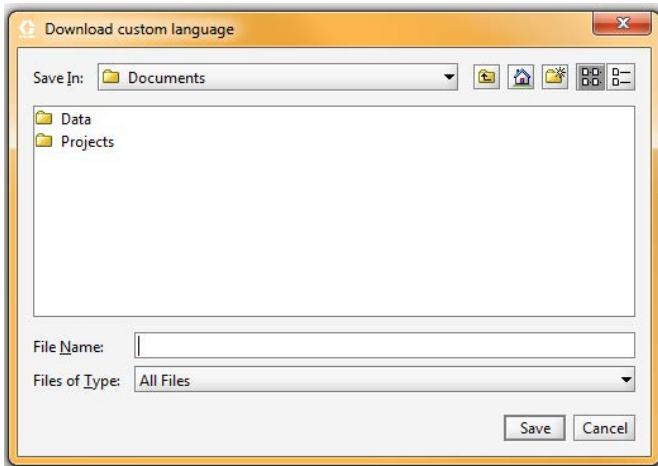 Download custom language
Save In: Documents
Data
Projects
File Name:
Files of Type: All Files
Save Cancel